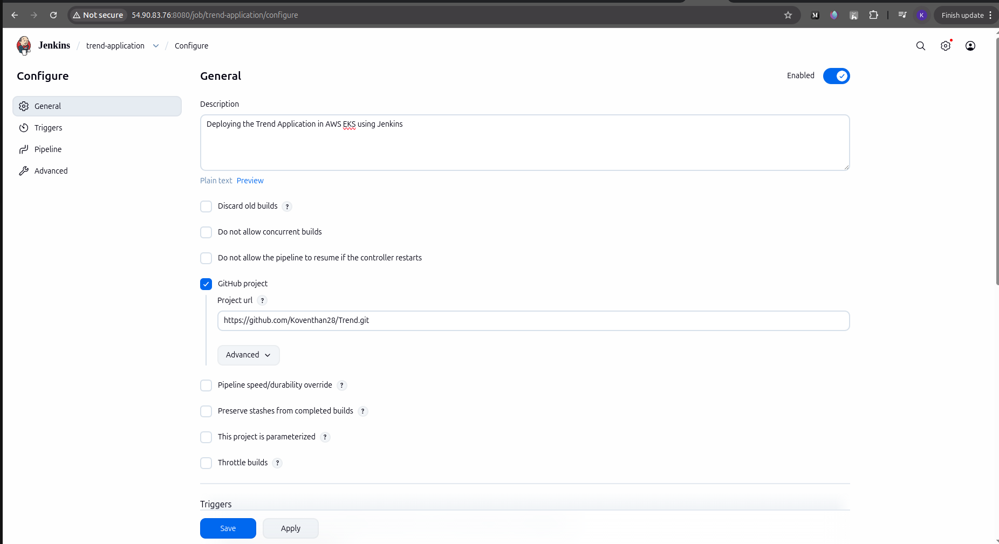 Not secure 54.90.83.76:8080/job/trend-application/configure M K Finish update
Jenkins / trend-application / Configure
Configure
General
Triggers
Pipeline
Advanced
General
Enabled
Description
Deploying the Trend Application in AWS EKS using Jenkins
Plain text Preview
Discard old builds ?
Do not allow concurrent builds
Do not allow the pipeline to resume if the controller restarts
GitHub project
Project url ?
https://github.com/Koventhan28/Trend.git
Advanced
Pipeline speed/durability override ?
Preserve stashes from completed builds ?
This project is parameterized ?
Throttle builds ?
Triggers
Save Apply